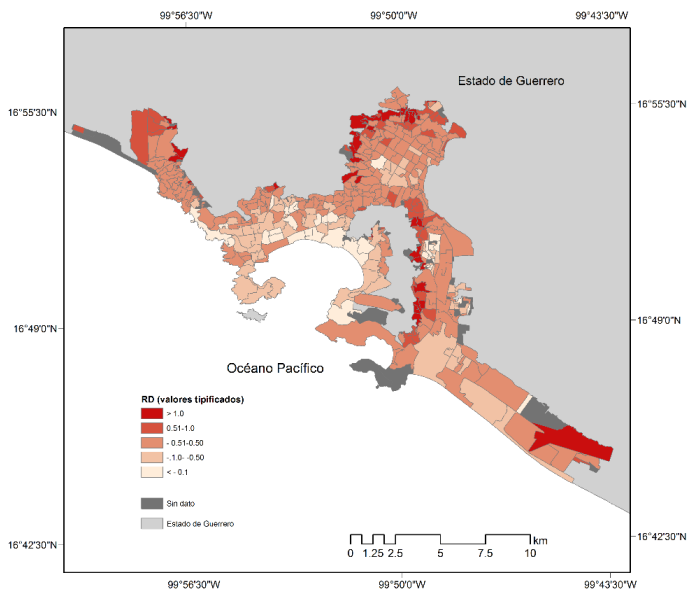 99°56'30"W 99°50'0"W 99°43'30"W
Estado de Guerrero
16°55'30"N 16°55'30"N
16°49'0"N 16°49'0"N
Océano Pacífico
RD (valores tipificados)
> 1.0
0.51-1.0
- 0.51-0.50
-.1.0- -0.50
< - 0.1
Sin dato
Estado de Guerrero
16°42'30"N 16°42'30"N
km
0 1.25 2.5 5 7.5 10
99°56'30"W 99°50'0"W 99°43'30"W